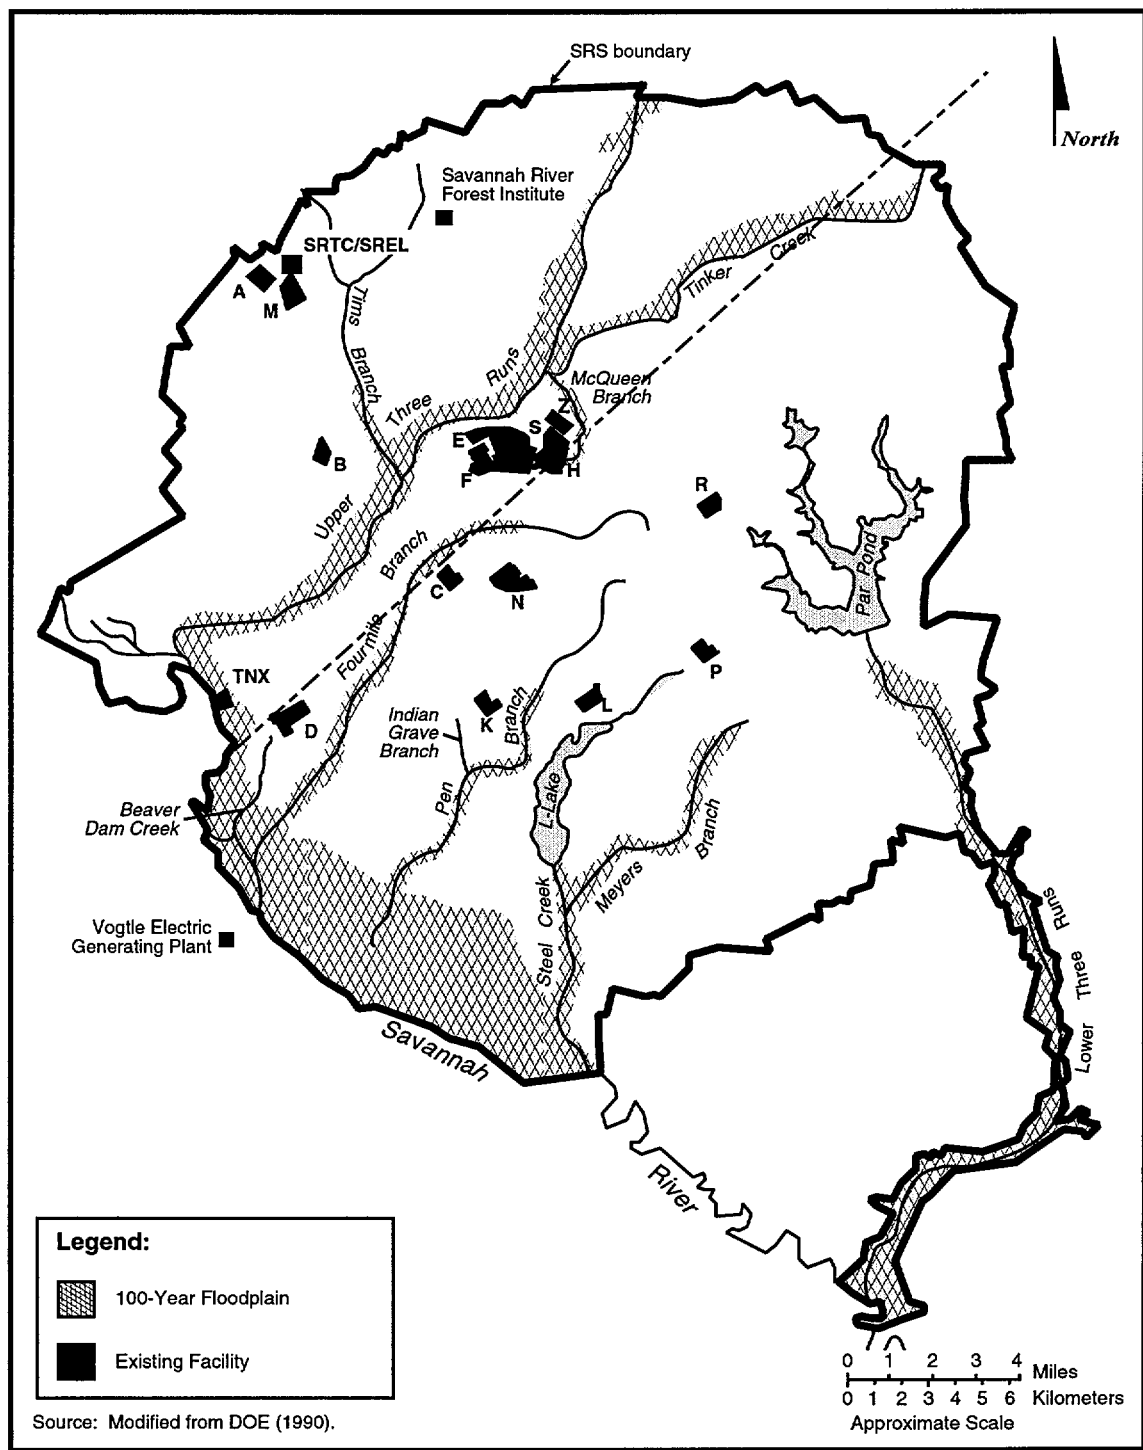 SRS boundary
North
Savannah River
Forest Institute
SRTC/SREL
A
M
Tims
Branch
Tinker
Creek
Runs
Three
Upper
McQueen
Branch
Z
S
E
F
H
B
R
Par Pond
Branch
Fourmile
C
N
P
TNX
D
Indian
Grave
Branch
K
L
Branch
Pen
L-Lake
Beaver
Dam Creek
Meyers
Branch
Steel Creek
Vogtle Electric
Generating Plant
Savannah
River
Runs
Three
Lower
Legend:
100-Year Floodplain
Existing Facility
0 1 2 3 4
Miles
0 1 2 3 4 5 6 Kilometers
Approximate Scale
Source: Modified from DOE (1990).